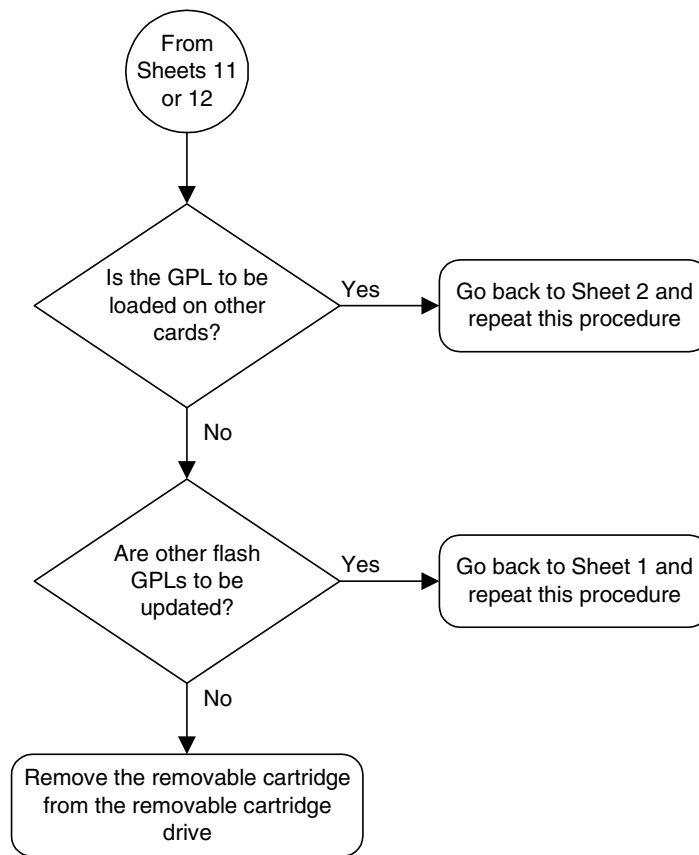 From
Sheets 11
or 12
Is the GPL to be
loaded on other
cards?
Yes
Go back to Sheet 2 and
repeat this procedure
No
Are other flash
GPLs to be
updated?
Yes
Go back to Sheet 1 and
repeat this procedure
No
Remove the removable cartridge
from the removable cartridge
drive